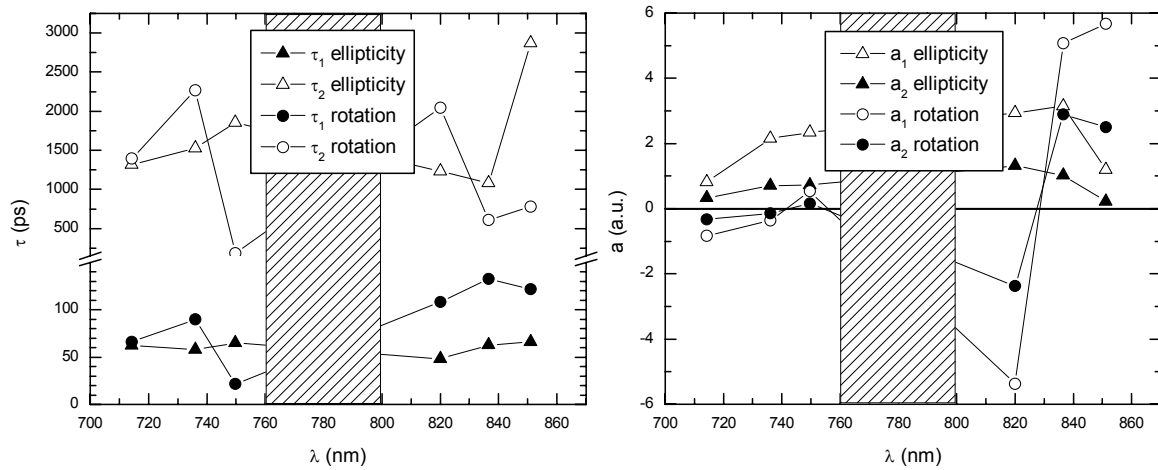 3000
2500
2000
1500
1000
500
100
50
0
τ (ps)
700 720 740 760 780 800 820 840 860
λ (nm)
τ1 ellipticity
τ2 ellipticity
τ1 rotation
τ2 rotation
6
4
2
0
-2
-4
-6
a (a.u.)
700 720 740 760 780 800 820 840 860
λ (nm)
a1 ellipticity
a2 ellipticity
a1 rotation
a2 rotation